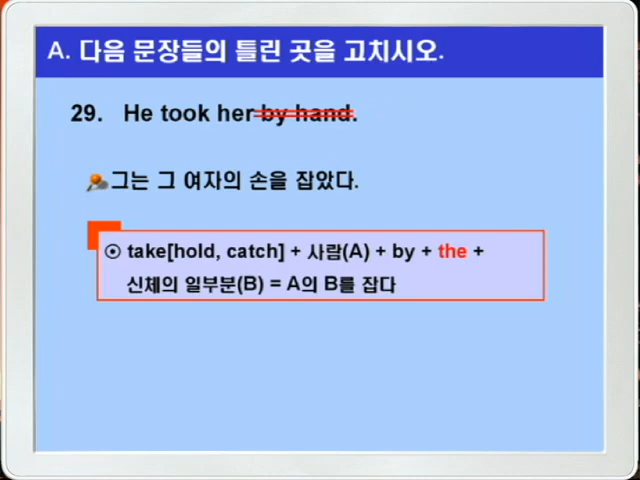 A. 다음 문장들의 틀린 곳을 고치시오.
29. He took her by hand.
그는 그 여자의 손을 잡았다.
⊙ take[hold, catch] + 사람(A) + by + the +
신체의 일부분(B) = A의 B를 잡다